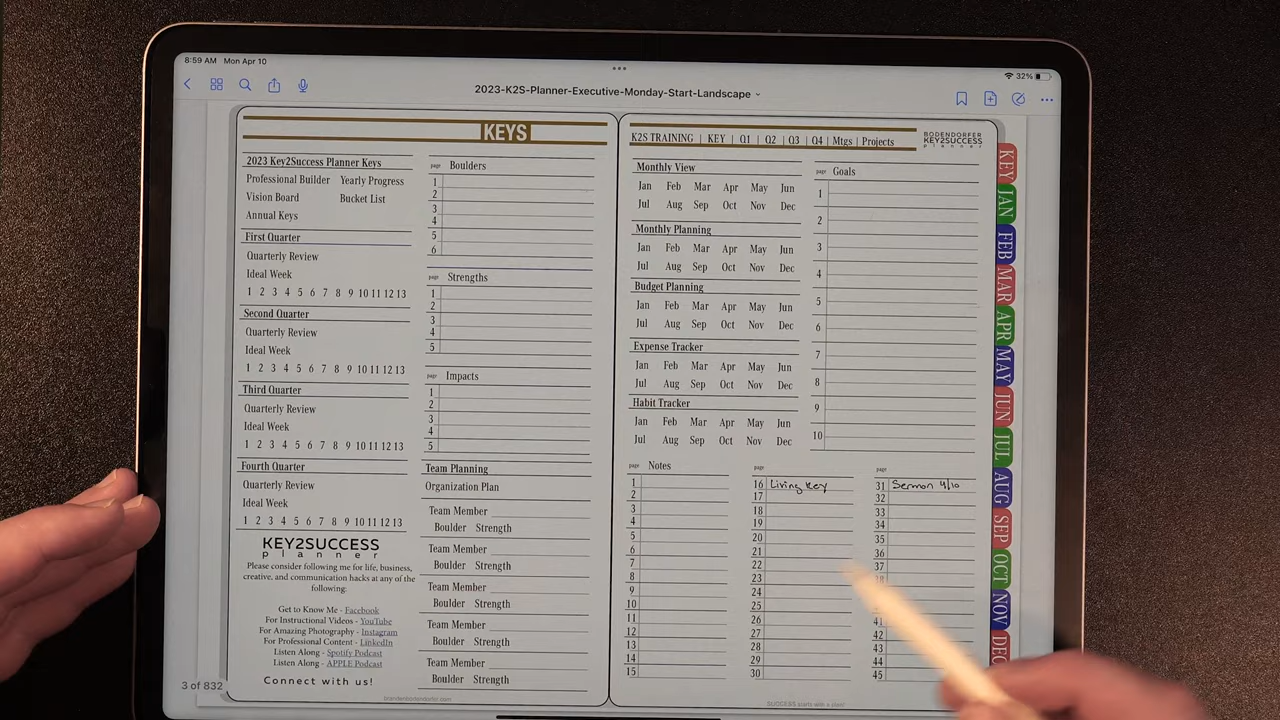 8:59 AM Mon Apr 10
32%
2023-K2S-Planner-Executive-Monday-Start-Landscape
KEYS
2023 Key2Success Planner Keys
Professional Builder Yearly Progress
Vision Board Bucket List
Annual Keys
First Quarter
Quarterly Review
Ideal Week
1 2 3 4 5 6 7 8 9 10 11 12 13
Second Quarter
Quarterly Review
Ideal Week
1 2 3 4 5 6 7 8 9 10 11 12 13
Third Quarter
Quarterly Review
Ideal Week
1 2 3 4 5 6 7 8 9 10 11 12 13
Fourth Quarter
Quarterly Review
Ideal Week
1 2 3 4 5 6 7 8 9 10 11 12 13
KEY2SUCCESS
planner
Please consider following me for life, business,
creative, and communication hacks at any of the
following:
Get to Know Me - Facebook
For Instructional Videos - YouTube
For Amazing Photography - Instagram
For Professional Content - LinkedIn
Listen Along - Spotify Podcast
Listen Along - APPLE Podcast
Connect with us!
3 of 832
page Boulders
1
2
3
4
5
6
page Strengths
1
2
3
4
5
page Impacts
1
2
3
4
5
Team Planning
Organization Plan
Team Member
Boulder Strength
Team Member
Boulder Strength
Team Member
Boulder Strength
Team Member
Boulder Strength
Team Member
Boulder Strength
K2S TRAINING | KEY | Q1 | Q2 | Q3 | Q4 | Mtgs | Projects
BODENDORFER
KEY2SUCCESS
planner
Monthly View
Jan Feb Mar Apr May Jun
Jul Aug Sep Oct Nov Dec
Monthly Planning
Jan Feb Mar Apr May Jun
Jul Aug Sep Oct Nov Dec
Budget Planning
Jan Feb Mar Apr May Jun
Jul Aug Sep Oct Nov Dec
Expense Tracker
Jan Feb Mar Apr May Jun
Jul Aug Sep Oct Nov Dec
Habit Tracker
Jan Feb Mar Apr May Jun
Jul Aug Sep Oct Nov Dec
page Goals
1
2
3
4
5
6
7
8
9
10
page Notes
1
2
3
4
5
6
7
8
9
10
11
12
13
14
15
page
16 Living Key
17
18
19
20
21
22
23
24
25
26
27
28
29
30
page
31 Sermon 4/10
32
33
34
35
36
37
38
41
42
43
44
45
SUCCESS starts with a plan!
KEY
JAN
FEB
MAR
APR
MAY
JUN
JUL
AUG
SEP
OCT
NOV
DEC